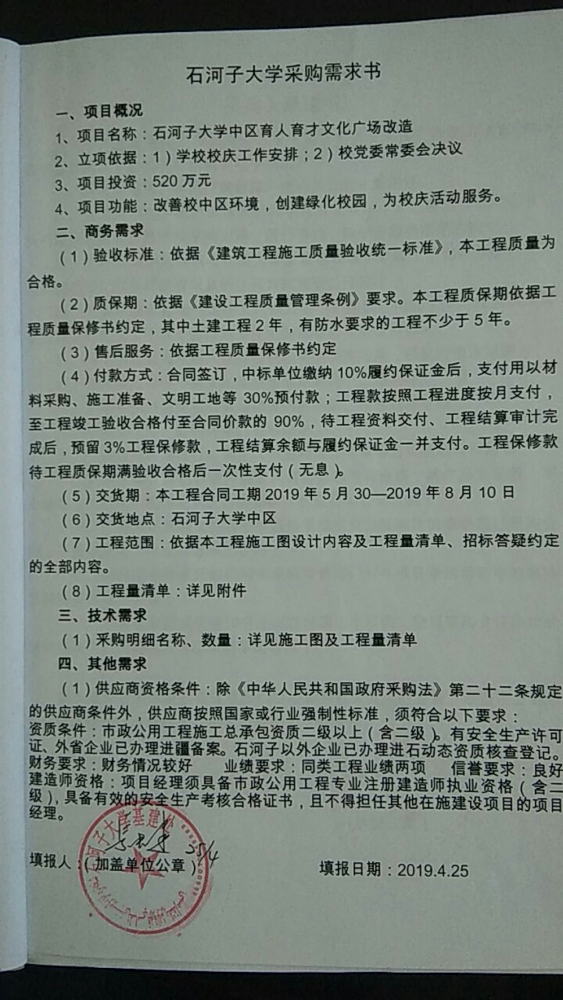 石河子大学采购需求书
一、项目概况
1、项目名称：石河子大学中区育人育才文化广场改造
2、立项依据：1）学校校庆工作安排；2）校党委常委会决议
3、项目投资：520 万元
4、项目功能：改善校中区环境，创建绿化校园，为校庆活动服务。
二、商务需求
（1）验收标准：依据《建筑工程施工质量验收统一标准》，本工程质量为
合格。
（2）质保期：依据《建设工程质量管理条例》要求。本工程质保期依据工
程质量保修书约定，其中土建工程 2 年，有防水要求的工程不少于 5 年。
（3）售后服务：依据工程质量保修书约定
（4）付款方式：合同签订，中标单位缴纳 10%履约保证金后，支付用以材
料采购、施工准备、文明工地等 30%预付款；工程款按照工程进度按月支付，
至工程竣工验收合格付至合同价款的 90%，待工程资料交付、工程结算审计完
成后，预留 3%工程保修款，工程结算余额与履约保证金一并支付。工程保修款
待工程质保期满验收合格后一次性支付（无息）。
（5）交货期：本工程合同工期 2019 年 5 月 30—2019 年 8 月 10 日
（6）交货地点：石河子大学中区
（7）工程范围：依据本工程施工图设计内容及工程量清单、招标答疑约定
的全部内容。
（8）工程量清单：详见附件
三、技术需求
（1）采购明细名称、数量：详见施工图及工程量清单
四、其他需求
（1）供应商资格条件：除《中华人民共和国政府采购法》第二十二条规定
的供应商条件外，供应商按照国家或行业强制性标准，须符合以下要求：
资质条件：市政公用工程施工总承包资质二级以上（含二级）。有安全生产许可
证、外省企业已办理进疆备案。石河子以外企业已办理进石动态资质核查登记。
财务要求：财务情况较好 业绩要求：同类工程业绩两项 信誉要求：良好
建造师资格：项目经理须具备市政公用工程专业注册建造师执业资格（含二
级），具备有效的安全生产考核合格证书，且不得担任其他在施建设项目的项目
经理。
石河子大学基建处
25/4
填报人：（加盖单位公章） 填报日期：2019.4.25